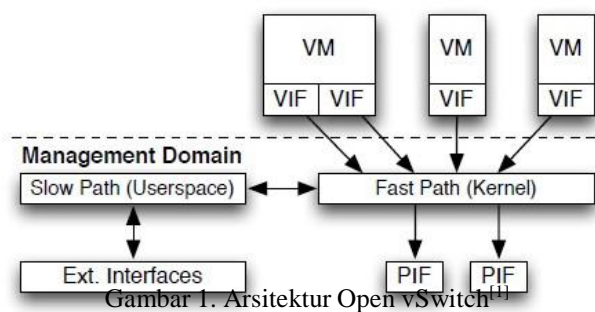 VM
VM
VM
VIF VIF
VIF
VIF
Management Domain
Slow Path (Userspace)
Fast Path (Kernel)
Ext. Interfaces
PIF
PIF
Gambar 1. Arsitektur Open vSwitch[1]